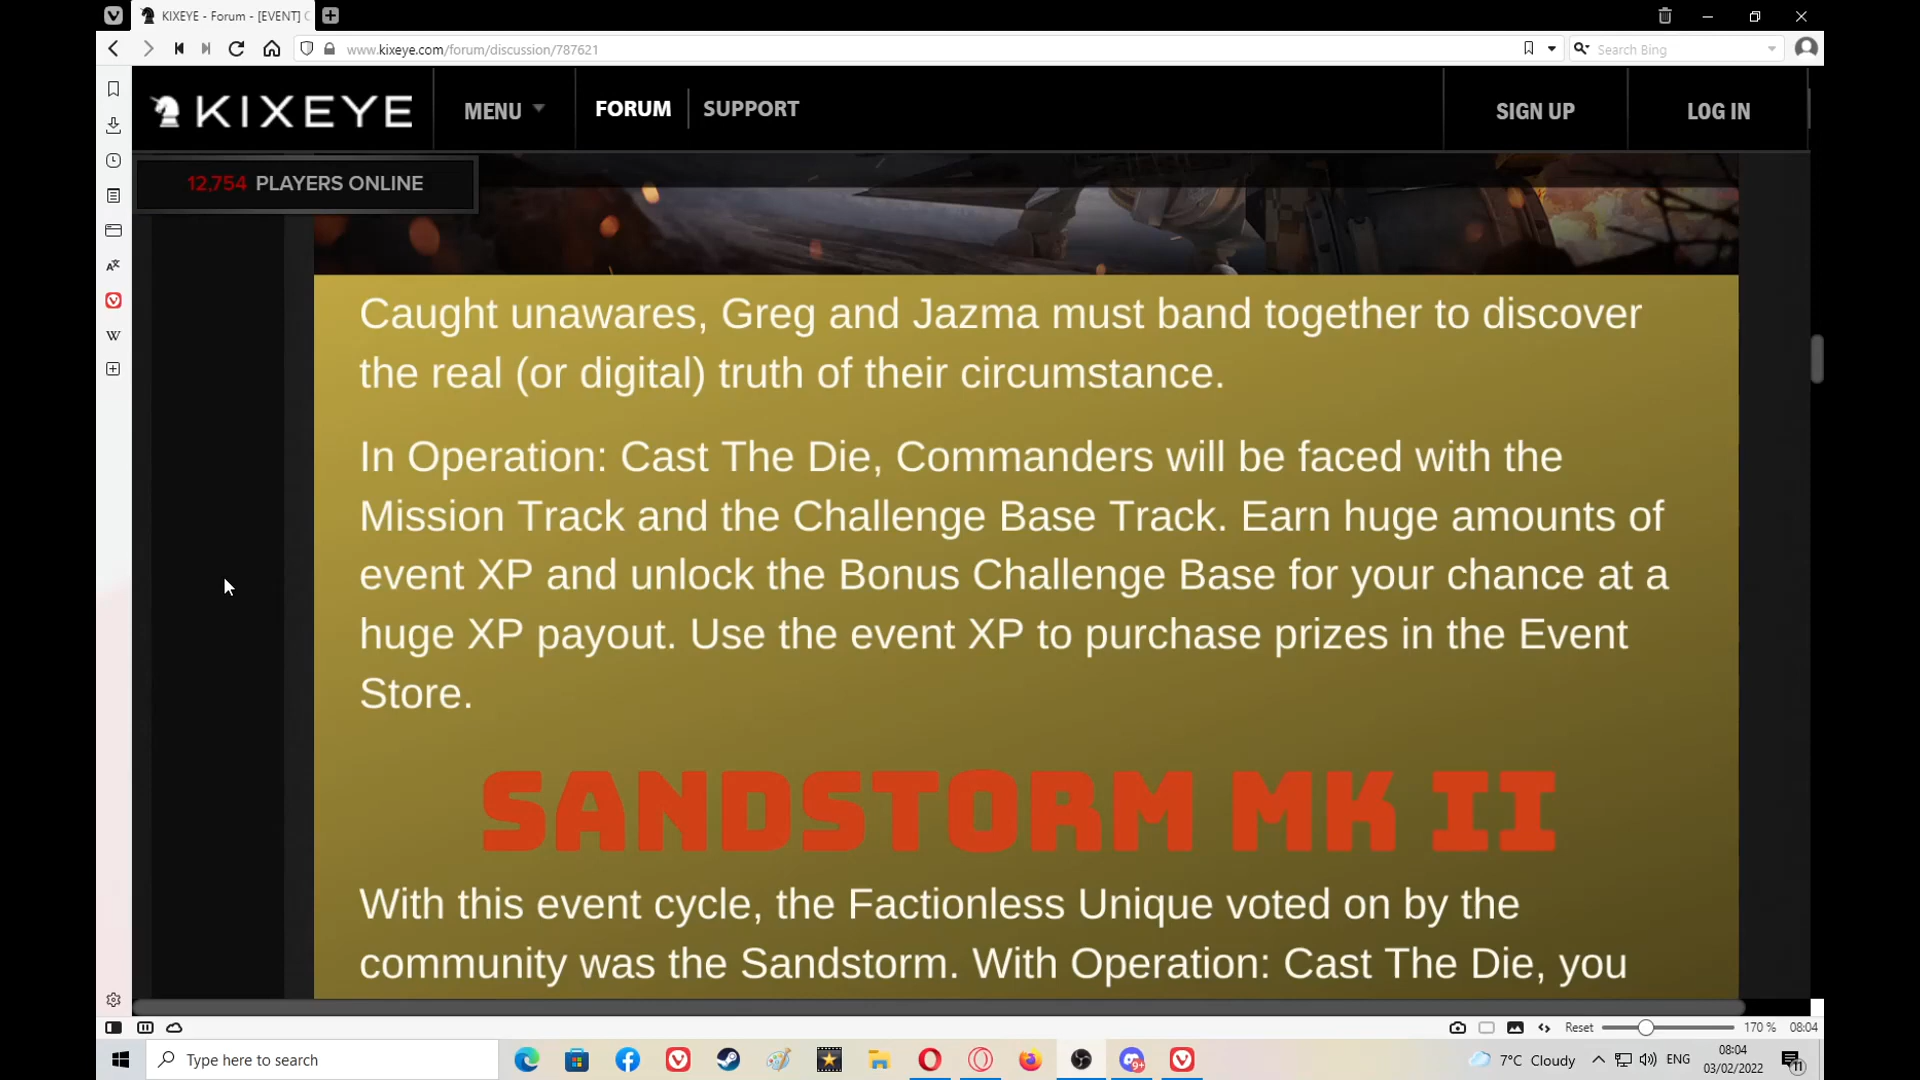 KIXEYE - Forum - [EVENT] C
www.kixeye.com/forum/discussion/787621
Search Bing
KIXEYE
MENU
FORUM
SUPPORT
SIGN UP
LOG IN
12,754 PLAYERS ONLINE
Caught unawares, Greg and Jazma must band together to discover
the real (or digital) truth of their circumstance.
In Operation: Cast The Die, Commanders will be faced with the
Mission Track and the Challenge Base Track. Earn huge amounts of
event XP and unlock the Bonus Challenge Base for your chance at a
huge XP payout. Use the event XP to purchase prizes in the Event
Store.
SANDSTORM MK II
With this event cycle, the Factionless Unique voted on by the
community was the Sandstorm. With Operation: Cast The Die, you
Reset
170 %
08:04
Type here to search
9+
7°C Cloudy
ENG
08:04
03/02/2022
11